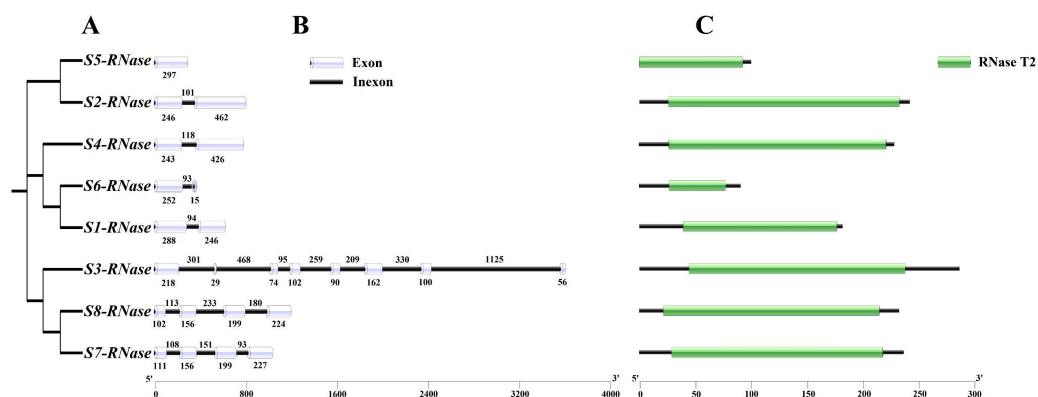 A B C
Exon
Inexon
RNase T2
S5-RNase
297
S2-RNase
101
246 462
S4-RNase
118
243 426
S6-RNase
93
252 15
S1-RNase
94
288 246
S3-RNase
301 468 95 259 209 330 1125
218 29 74 102 90 162 100 56
S8-RNase
113 233 180
102 156 199 224
S7-RNase
108 151 93
111 156 199 227
5' 3' 5' 3'
0 800 1600 2400 3200 4000 0 50 100 150 200 250 300